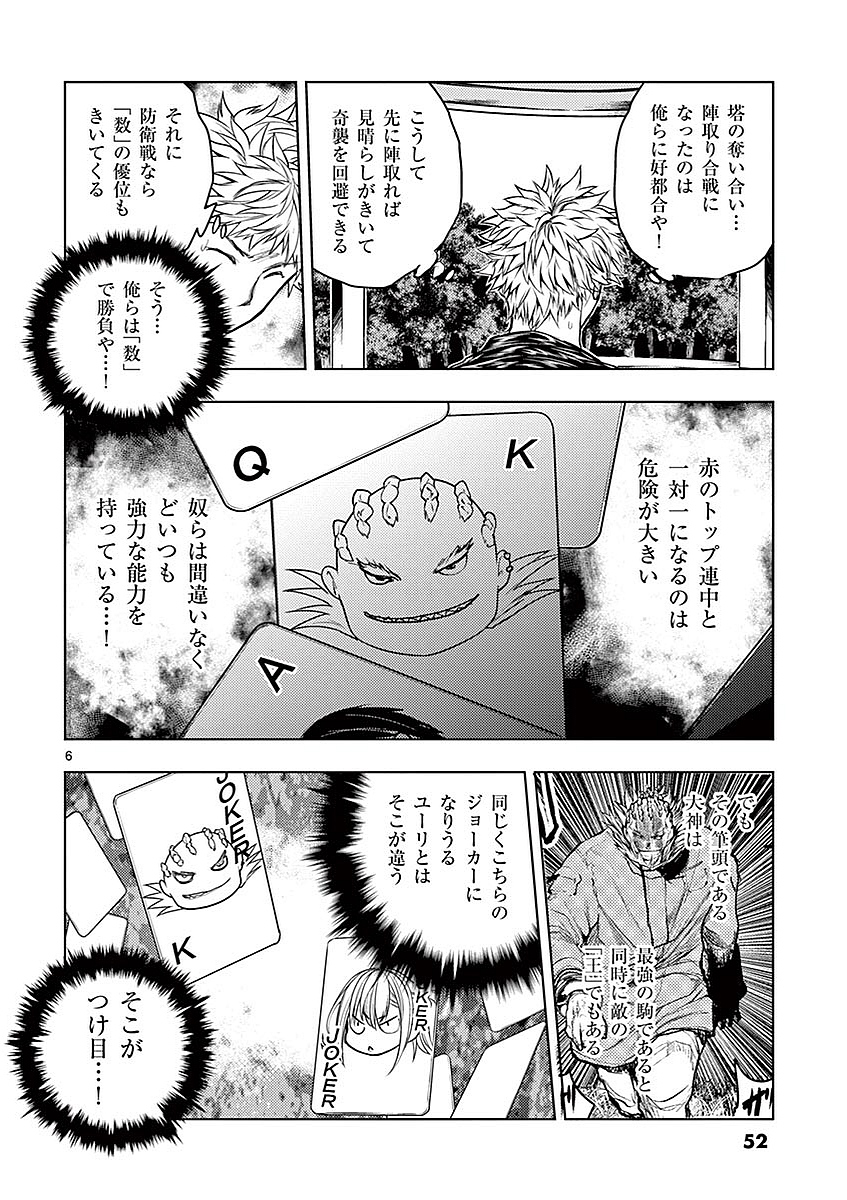 塔の奪い合い…
陣取り合戦に
なったのは
俺らに好都合や!
こうして
先に陣取れば
見晴らしがきいて
奇襲を回避できる
それに
防衛戦なら
「数」の優位も
きいてくる
そう…
俺らは「数」
で勝負や…!
赤のトップ連中と
一対一になるのは
危険が大きい
Q
K
A
奴らは間違いなく
どいつも
強力な能力を
持っている…!
6
でも
その筆頭である
大神は
最強の駒であると
同時に敵の
「王」でもある
ザ
ザ
同じくこちらの
ジョーカーに
なりうる
ユーリとは
そこが違う
JOKER
K
JOKER
JOKER
そこが
つけ目…!
52